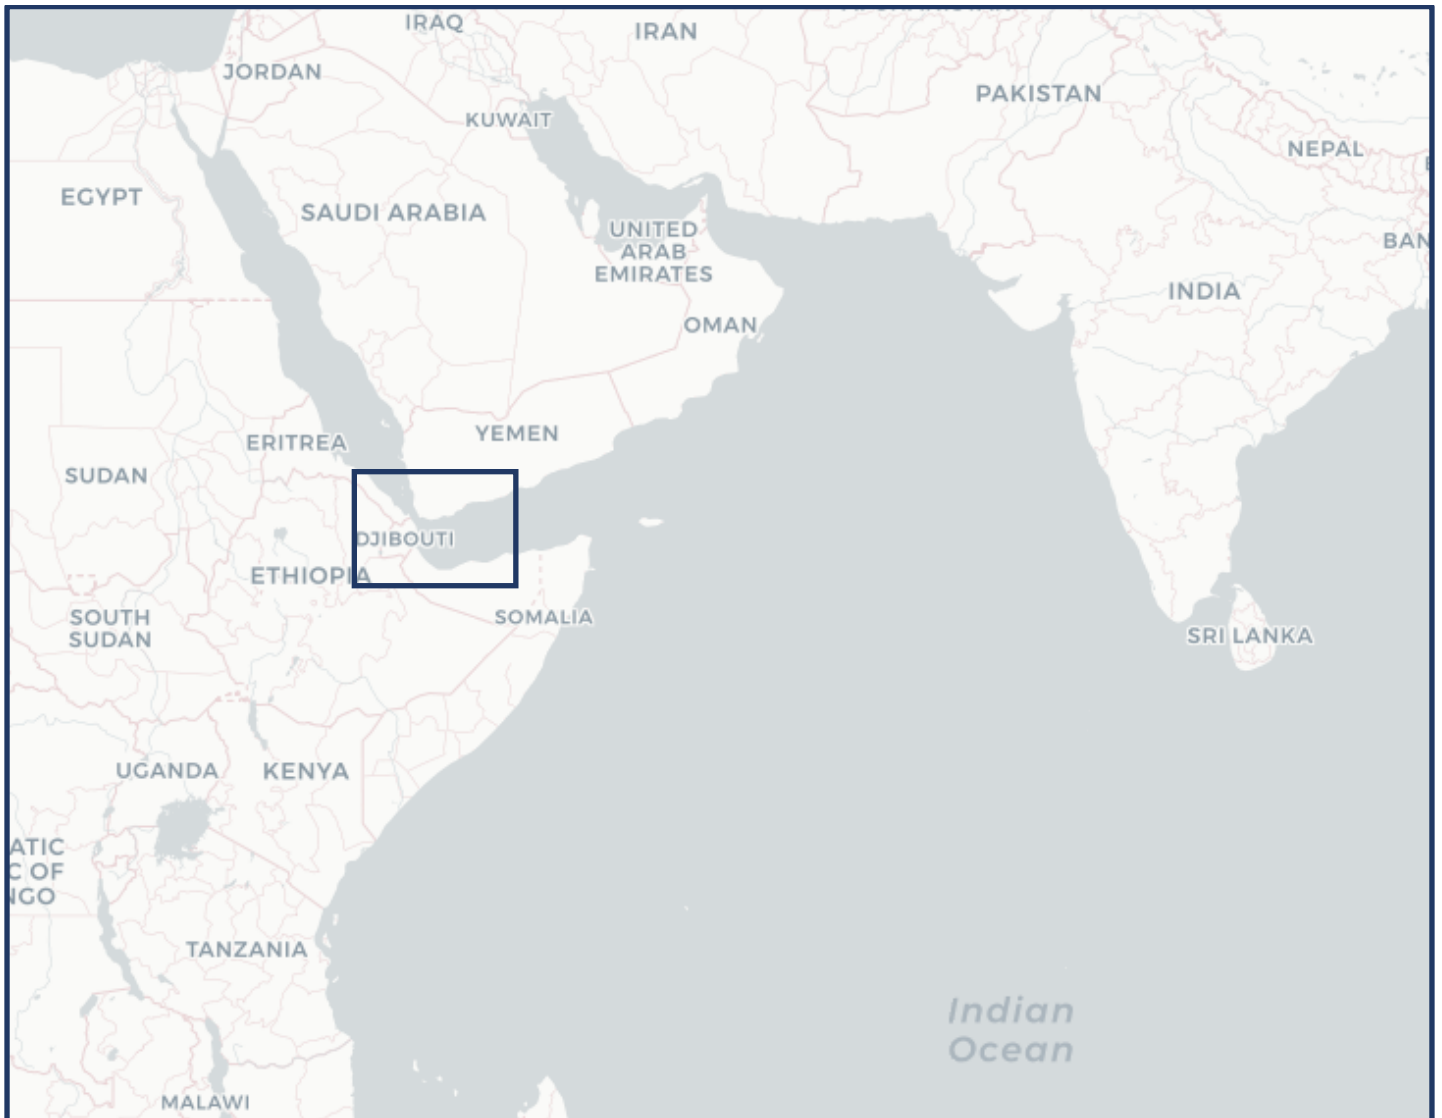 IRAQ
IRAN
JORDAN
PAKISTAN
KUWAIT
NEPAL
EGYPT
SAUDI ARABIA
UNITED
ARAB
EMIRATES
BAN
INDIA
OMAN
YEMEN
ERITREA
SUDAN
DJIBOUTI
ETHIOPIA
SOUTH
SUDAN
SOMALIA
SRI LANKA
UGANDA
KENYA
ATIC
C OF
NGO
TANZANIA
Indian
Ocean
MALAWI